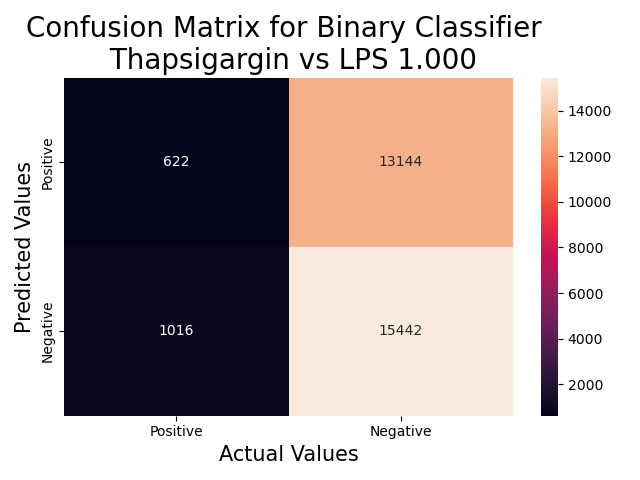 Confusion Matrix for Binary Classifier
Thapsigargin vs LPS 1.000
Predicted Values
Positive
Negative
622
13144
1016
15442
Positive
Negative
Actual Values
14000
12000
10000
8000
6000
4000
2000